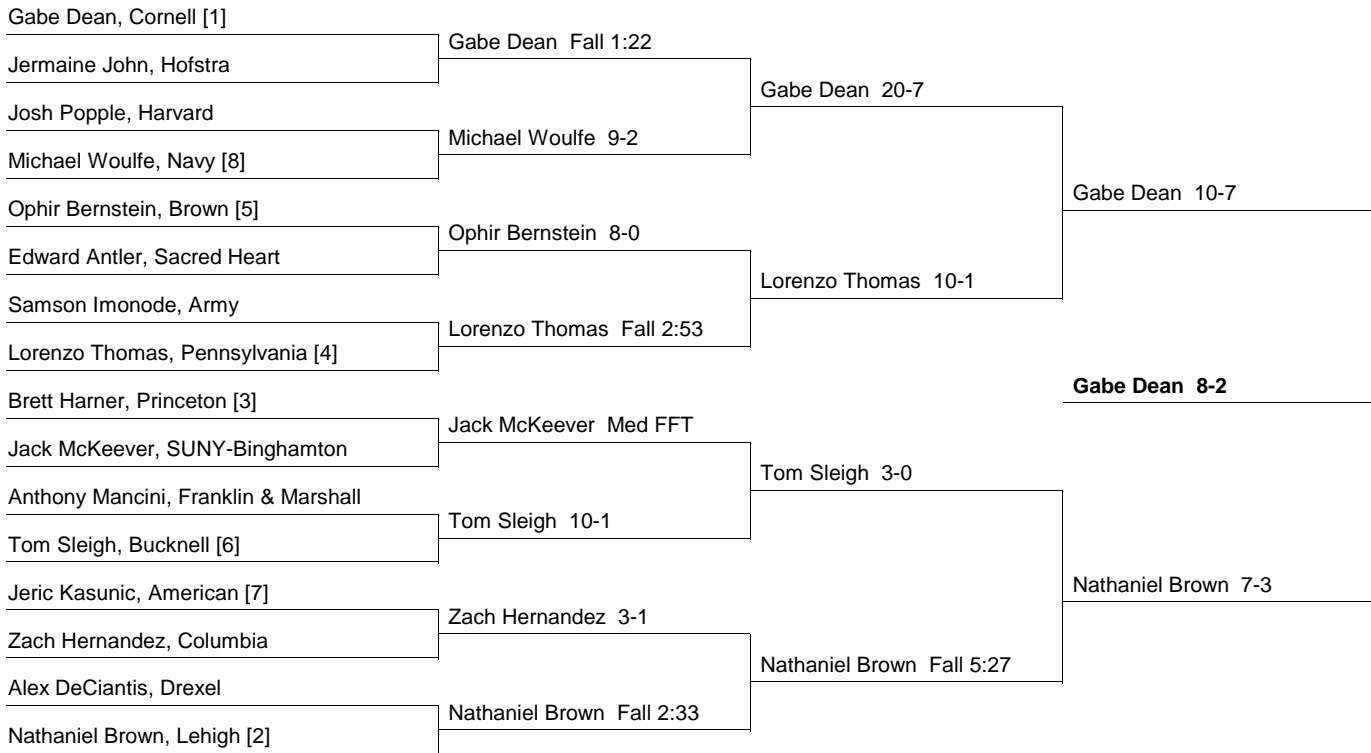 Gabe Dean, Cornell [1]
Gabe Dean  Fall 1:22
Jermaine John, Hofstra
Gabe Dean  20-7
Josh Popple, Harvard
Michael Woulfe  9-2
Michael Woulfe, Navy [8]
Gabe Dean  10-7
Ophir Bernstein, Brown [5]
Ophir Bernstein  8-0
Edward Antler, Sacred Heart
Lorenzo Thomas  10-1
Samson Imonode, Army
Lorenzo Thomas  Fall 2:53
Lorenzo Thomas, Pennsylvania [4]
Gabe Dean  8-2
Brett Harner, Princeton [3]
Jack McKeever  Med FFT
Jack McKeever, SUNY-Binghamton
Tom Sleigh  3-0
Anthony Mancini, Franklin & Marshall
Tom Sleigh  10-1
Tom Sleigh, Bucknell [6]
Nathaniel Brown  7-3
Jeric Kasunic, American [7]
Zach Hernandez  3-1
Zach Hernandez, Columbia
Nathaniel Brown  Fall 5:27
Alex DeCiantis, Drexel
Nathaniel Brown  Fall 2:33
Nathaniel Brown, Lehigh [2]